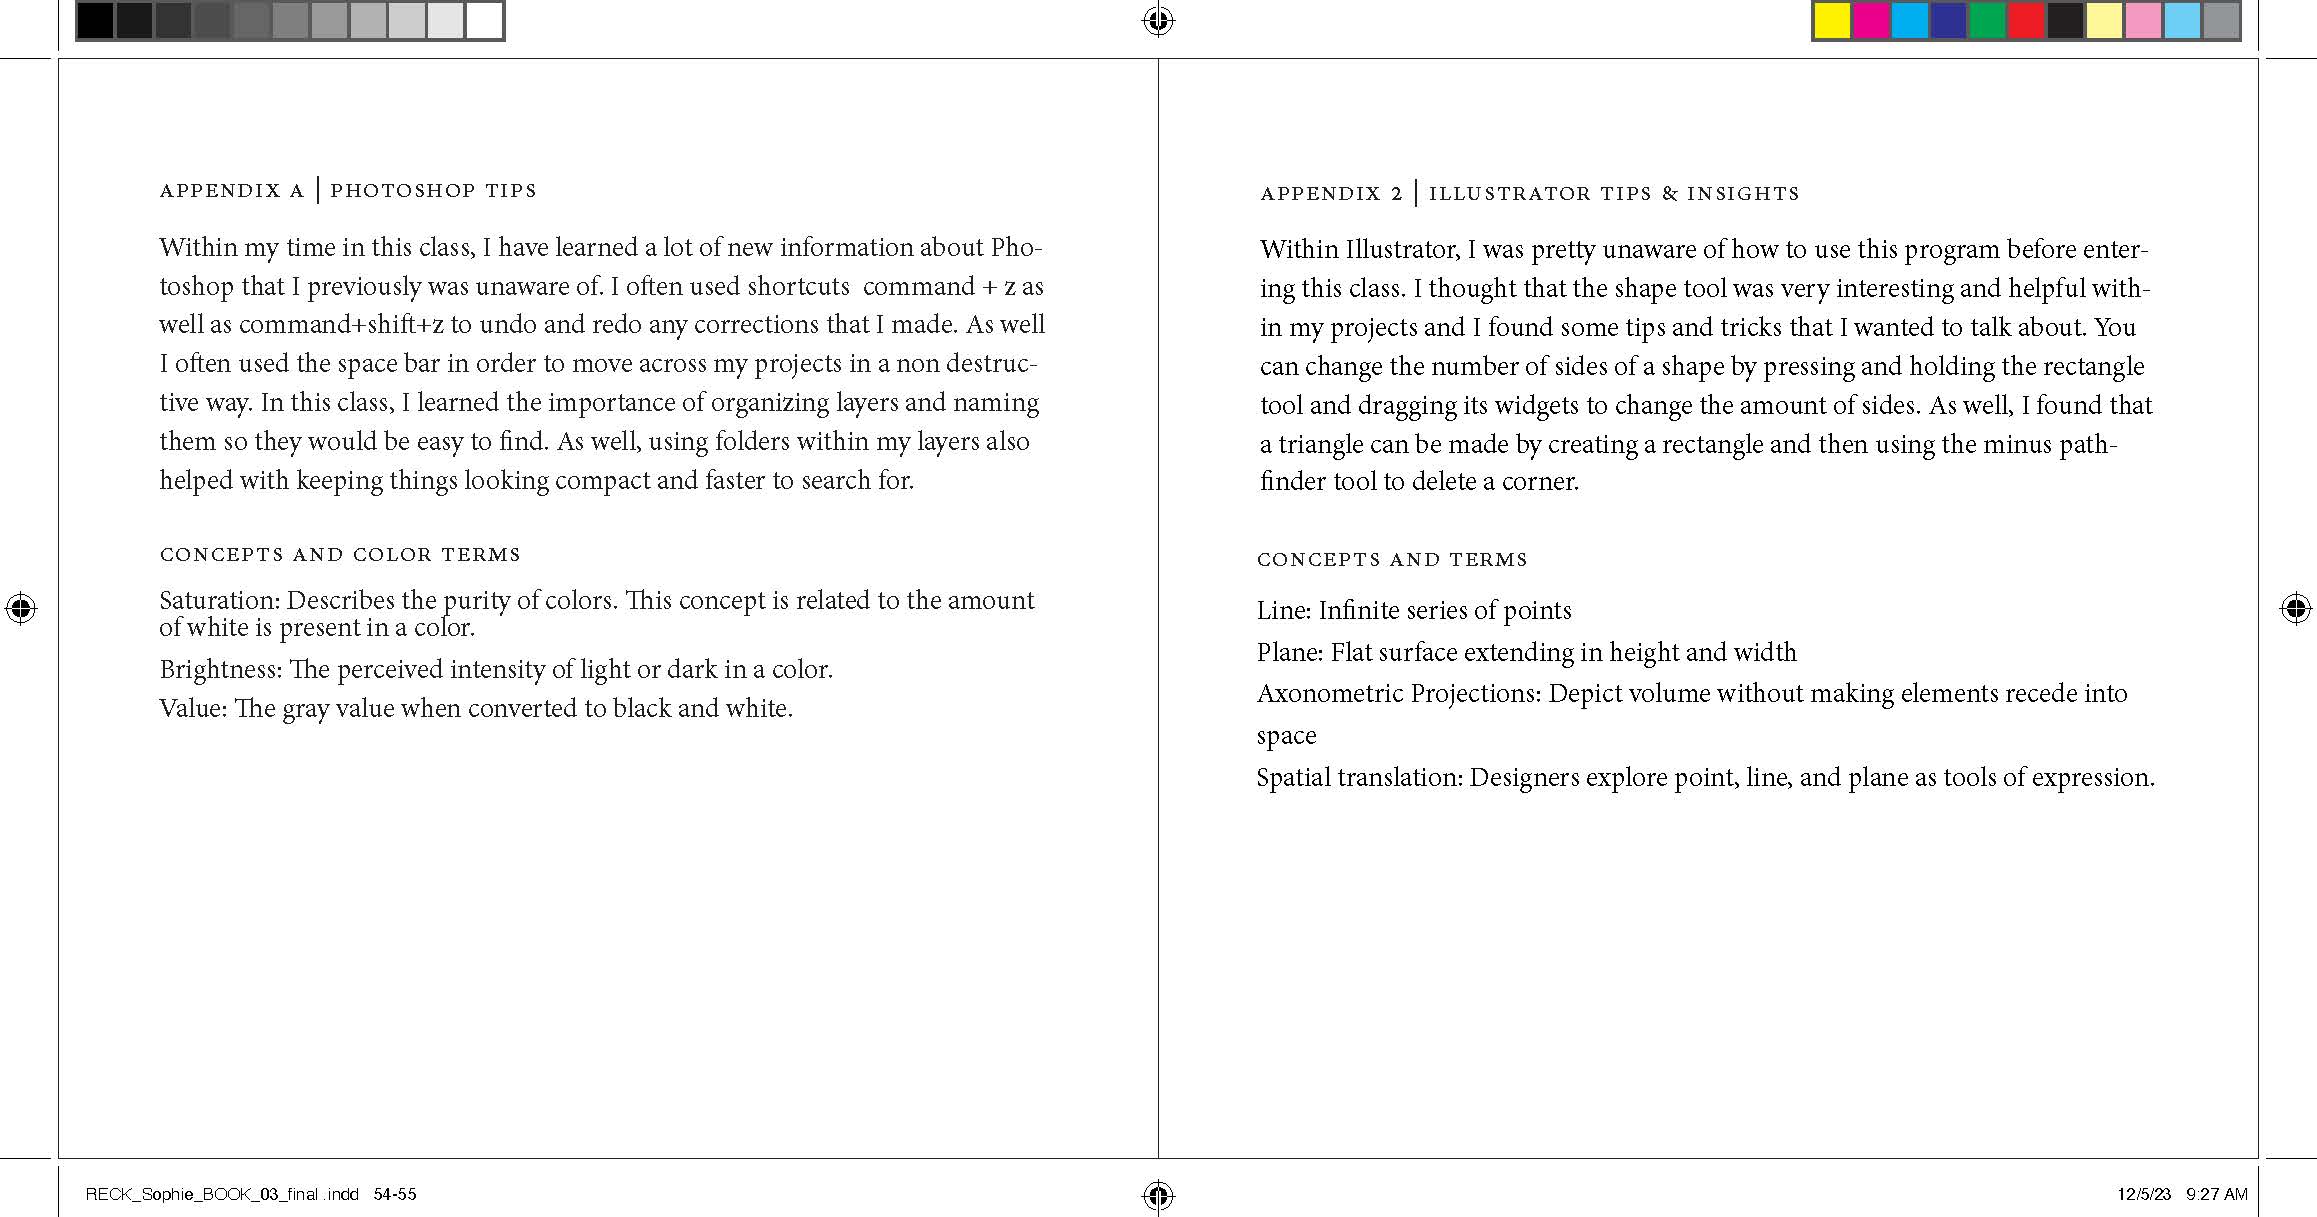 APPENDIX A | PHOTOSHOP TIPS
Within my time in this class, I have learned a lot of new information about Pho-
toshop that I previously was unaware of. I often used shortcuts  command + z as
well as command+shift+z to undo and redo any corrections that I made. As well
I often used the space bar in order to move across my projects in a non destruc-
tive way. In this class, I learned the importance of organizing layers and naming
them so they would be easy to find. As well, using folders within my layers also
helped with keeping things looking compact and faster to search for.
CONCEPTS AND COLOR TERMS
Saturation: Describes the purity of colors. This concept is related to the amount
of white is present in a color.
Brightness: The perceived intensity of light or dark in a color.
Value: The gray value when converted to black and white.
APPENDIX 2 | ILLUSTRATOR TIPS & INSIGHTS
Within Illustrator, I was pretty unaware of how to use this program before enter-
ing this class. I thought that the shape tool was very interesting and helpful with-
in my projects and I found some tips and tricks that I wanted to talk about. You
can change the number of sides of a shape by pressing and holding the rectangle
tool and dragging its widgets to change the amount of sides. As well, I found that
a triangle can be made by creating a rectangle and then using the minus path-
finder tool to delete a corner.
CONCEPTS AND TERMS
Line: Infinite series of points
Plane: Flat surface extending in height and width
Axonometric Projections: Depict volume without making elements recede into
space
Spatial translation: Designers explore point, line, and plane as tools of expression.
RECK_Sophie_BOOK_03_final .indd   54-55
12/5/23   9:27 AM